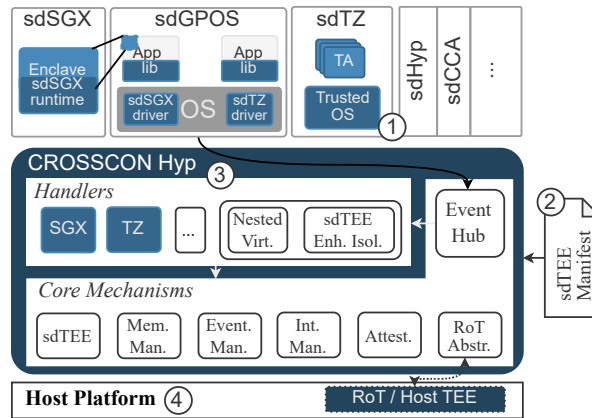 sdSGX
sdGPOS
sdTZ
sdHyp
sdCCA
...
Enclave
sdSGX
runtime
App
lib
App
lib
sdSGX
driver
OS
sdTZ
driver
TA
Trusted
OS
1
CROSSCON Hyp
3
Handlers
SGX
TZ
...
Nested
Virt.
sdTEE
Enh. Isol.
Event
Hub
2
sdTEE
Manifest
Core Mechanisms
sdTEE
Mem.
Man.
Event.
Man.
Int.
Man.
Attest.
RoT
Abstr.
Host Platform
4
RoT / Host TEE